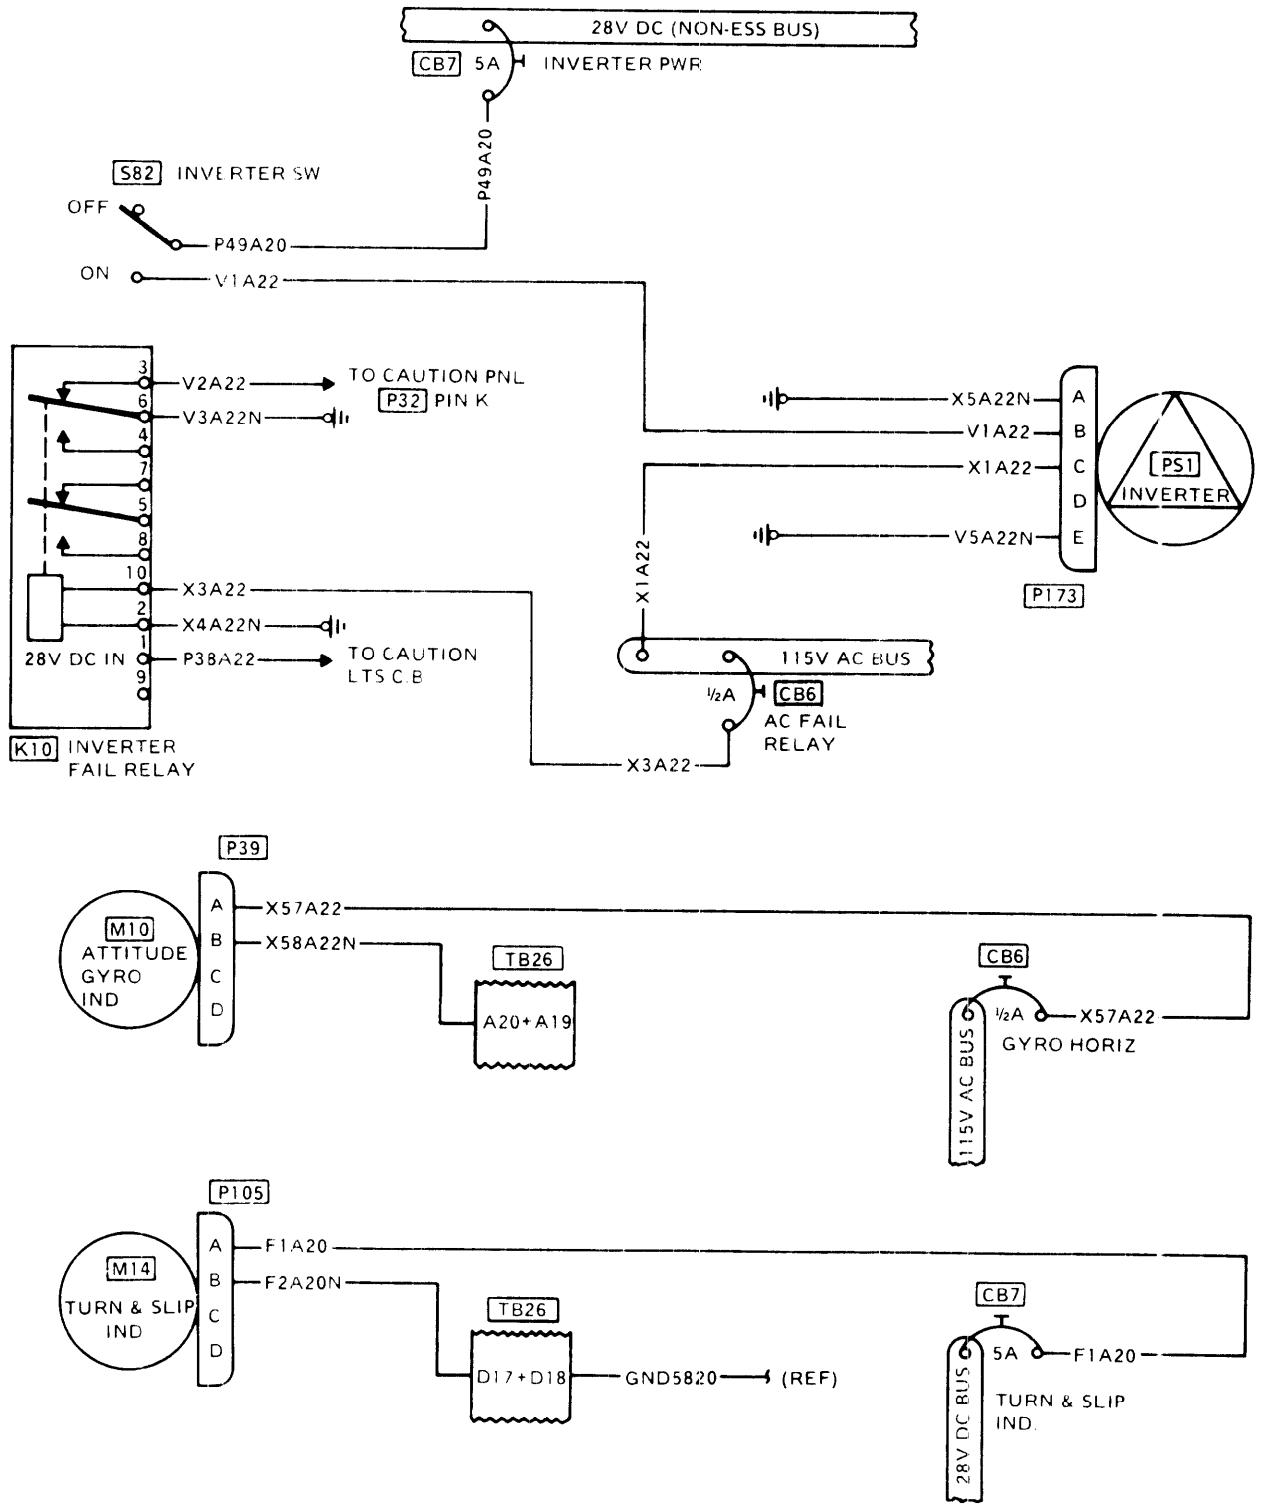 28V DC (NON-ESS BUS)
CB7 5A INVERTER PWR
P49A20
S82 INVERTER SW
OFF
P49A20
ON
V1A22
3
V2A22
TO CAUTION PNL
P32 PIN K
6
V3A22N
4
7
5
8
10
X3A22
2
X4A22N
1
28V DC IN
P38A22
TO CAUTION
LTS C.B
9
K10 INVERTER
FAIL RELAY
X5A22N A
V1A22 B
X1A22 C
D
V5A22N E
PS1
INVERTER
P173
X1A22
115V AC BUS
½A CB6
AC FAIL
RELAY
X3A22
P39
M10
ATTITUDE
GYRO
IND
A X57A22
B X58A22N
C
D
TB26
A20+A19
CB6
½A X57A22
GYRO HORIZ
115V AC BUS
P105
M14
TURN & SLIP
IND
A F1A20
B F2A20N
C
D
TB26
D17+D18 GND5820 (REF)
CB7
5A F1A20
TURN & SLIP
IND.
28V DC BUS